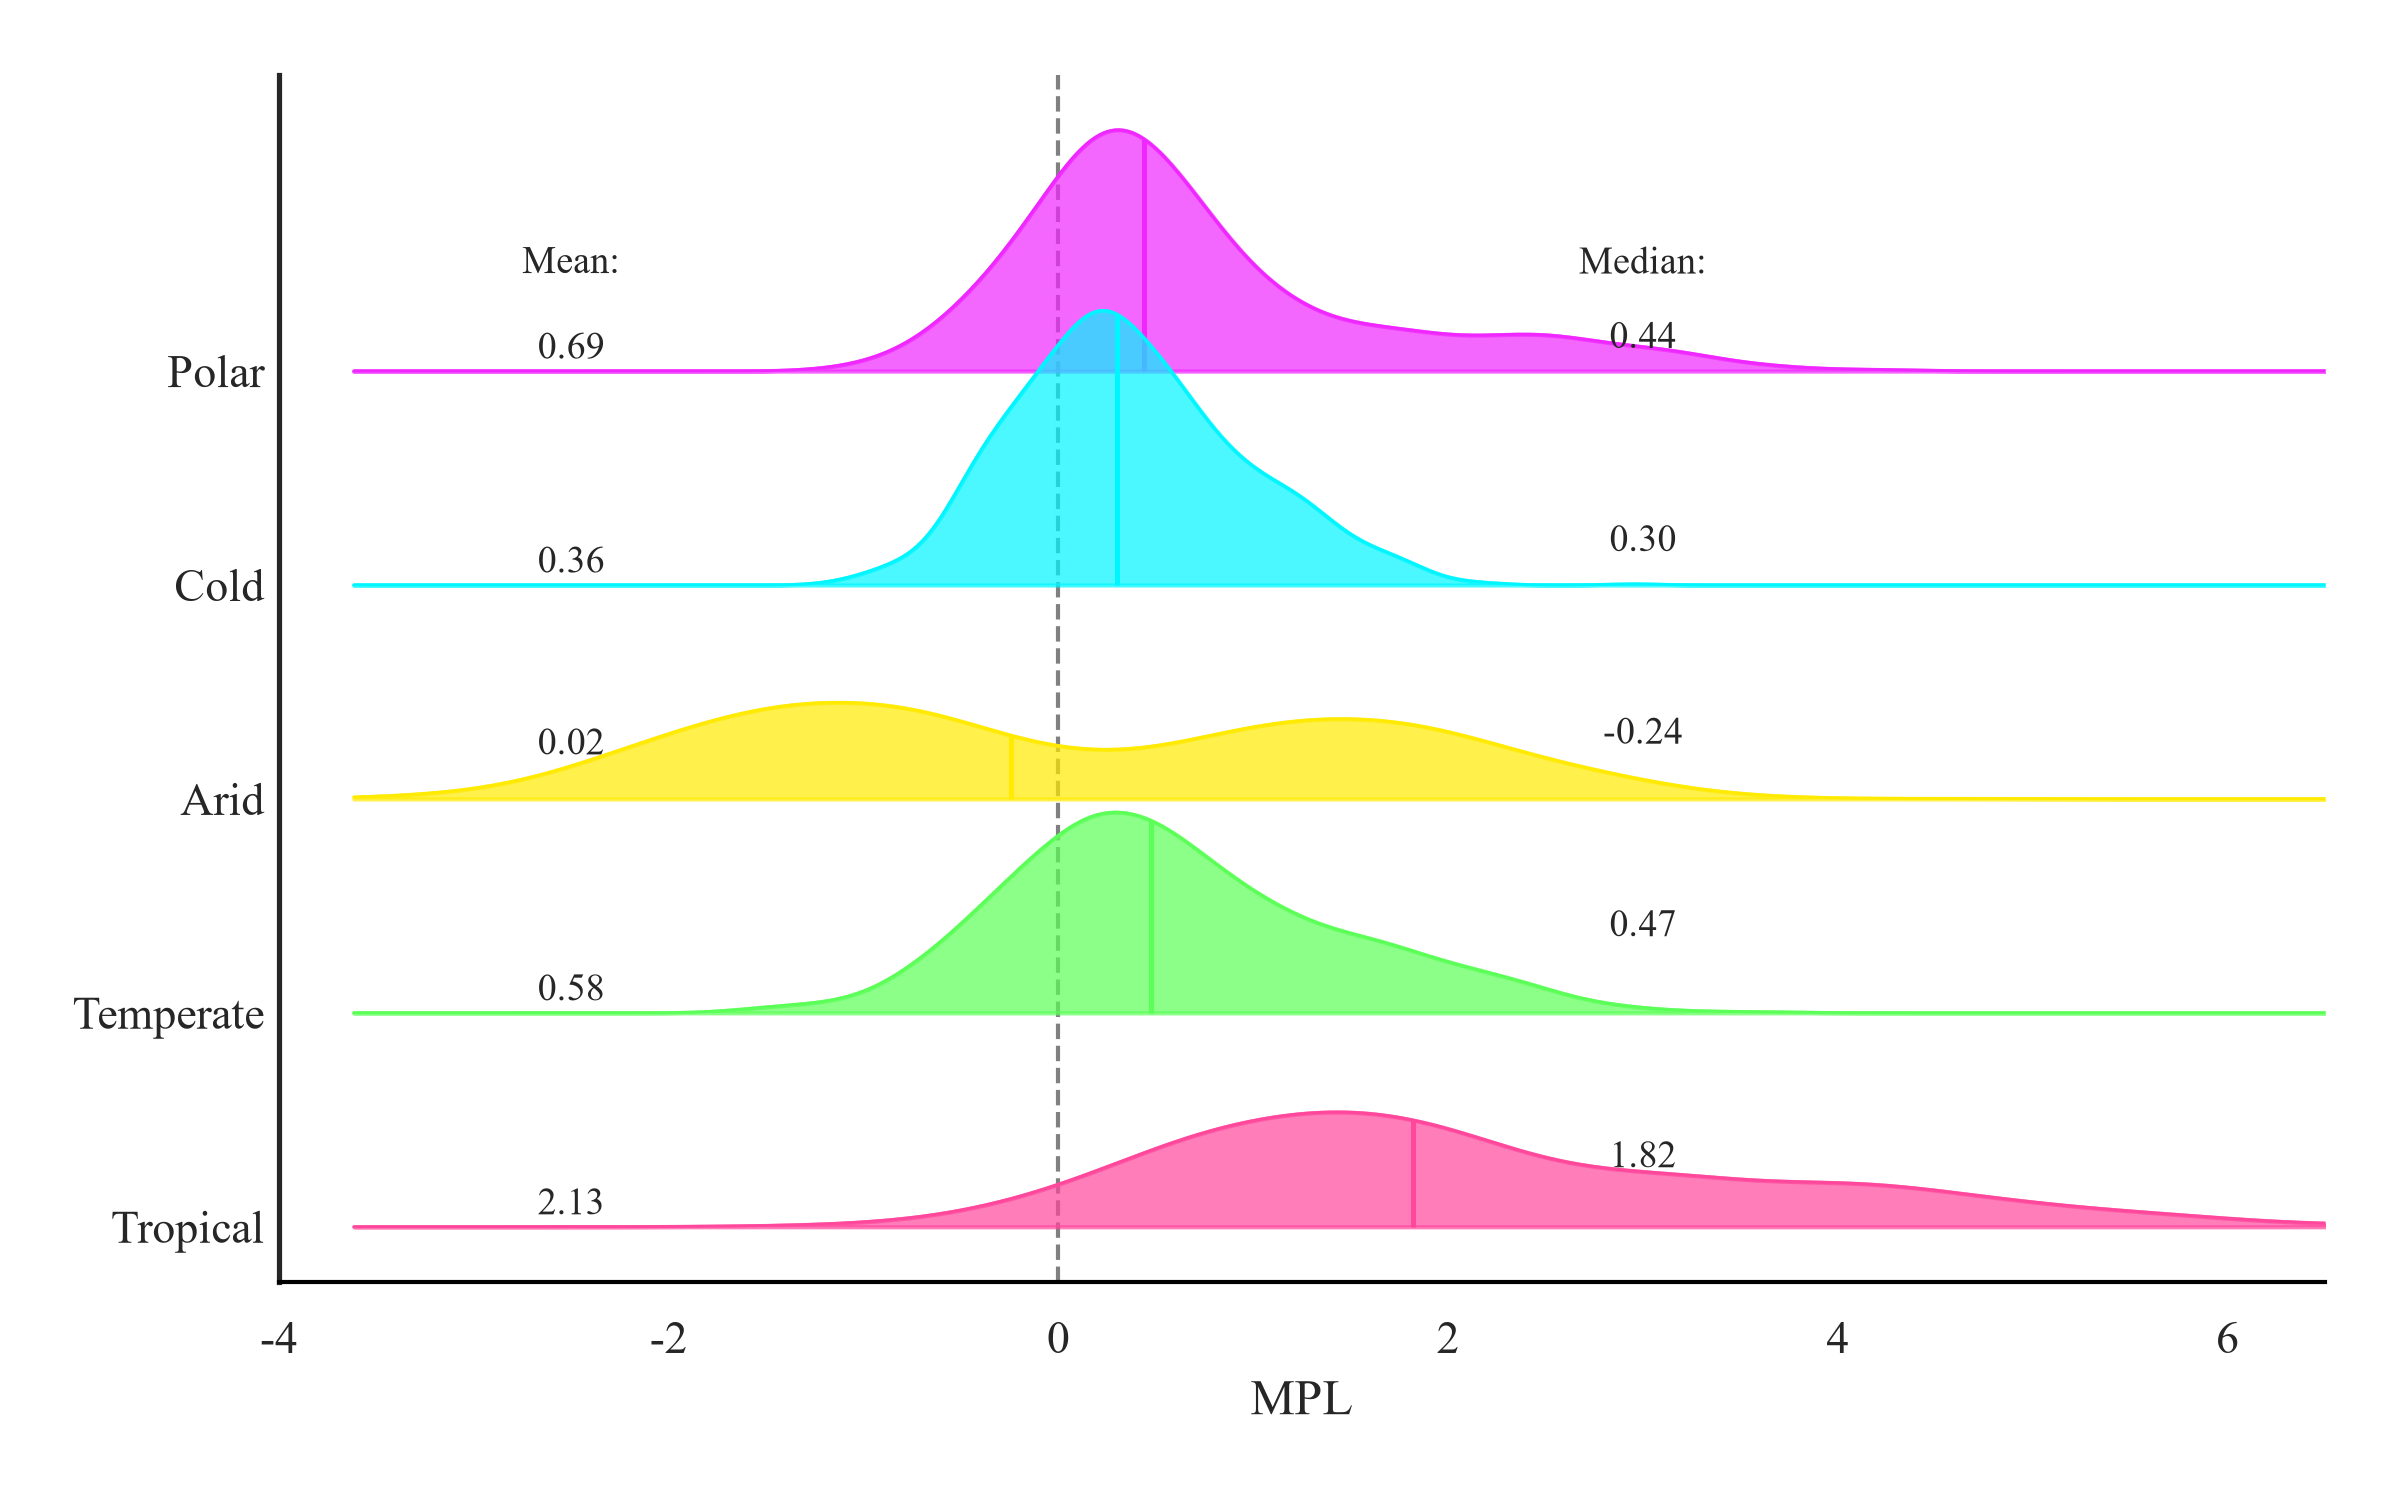 Mean: Median:
Polar 0.69 0.44
Cold 0.36 0.30
Arid 0.02 -0.24
Temperate 0.58 0.47
Tropical 2.13 1.82
-4 -2 0 2 4 6
MPL